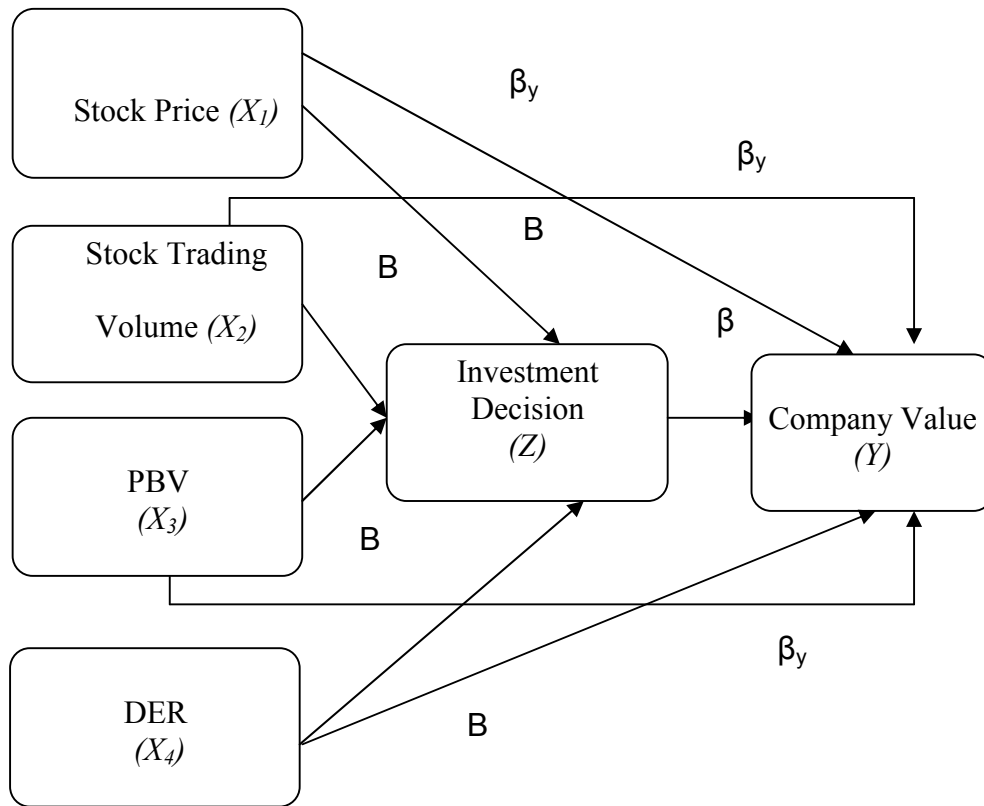 Stock Price (X₁)
Stock Trading
Volume (X₂)
PBV
(X₃)
DER
(X₄)
βy
βy
B
B
β
Investment
Decision
(Z)
Company Value
(Y)
B
βy
B